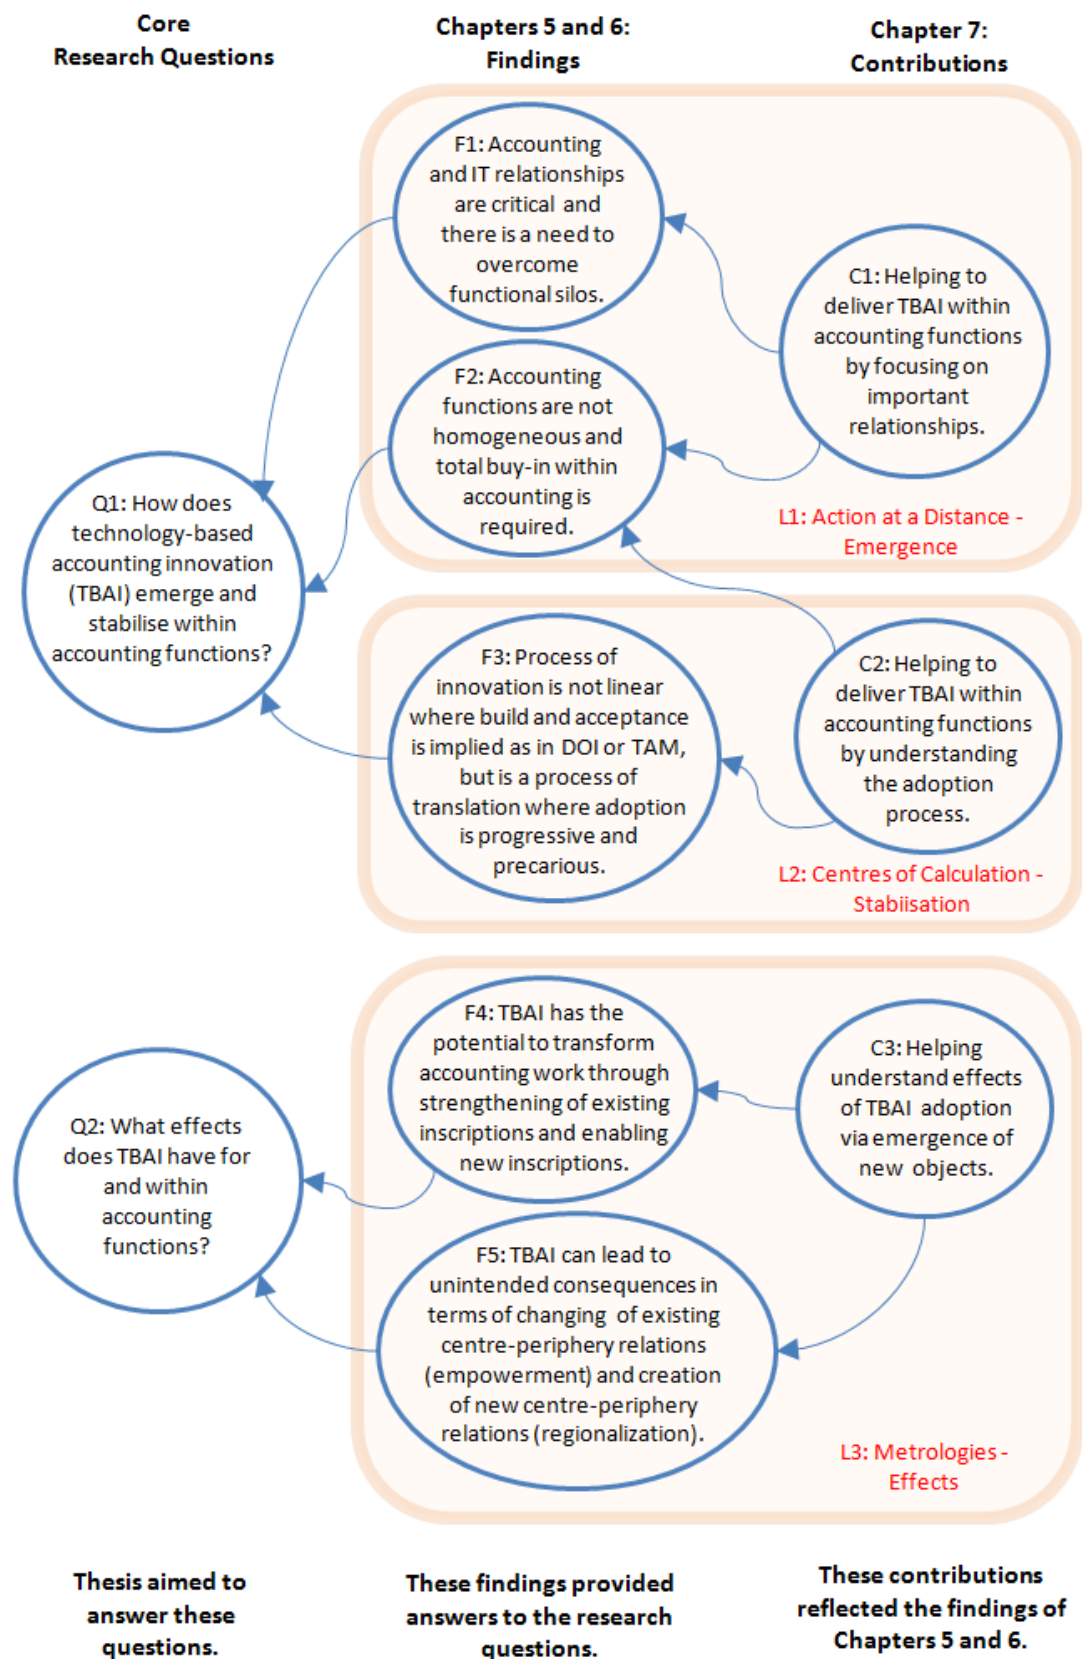 Core
Research Questions
Chapters 5 and 6:
Findings
Chapter 7:
Contributions
F1: Accounting
and IT relationships
are critical and
there is a need to
overcome
functional silos.
C1: Helping to
deliver TBAI within
accounting functions
by focusing on
important
relationships.
F2: Accounting
functions are not
homogeneous and
total buy-in within
accounting is
required.
L1: Action at a Distance -
Emergence
Q1: How does
technology-based
accounting innovation
(TBAI) emerge and
stabilise within
accounting functions?
F3: Process of
innovation is not linear
where build and acceptance
is implied as in DOI or TAM,
but is a process of
translation where adoption
is progressive and
precarious.
C2: Helping to
deliver TBAI within
accounting functions
by understanding
the adoption
process.
L2: Centres of Calculation -
Stabiisation
F4: TBAI has the
potential to transform
accounting work through
strengthening of existing
inscriptions and enabling
new inscriptions.
C3: Helping
understand effects
of TBAI adoption
via emergence of
new objects.
Q2: What effects
does TBAI have for
and within
accounting
functions?
F5: TBAI can lead to
unintended consequences in
terms of changing of existing
centre-periphery relations
(empowerment) and creation
of new centre-periphery
relations (regionalization).
L3: Metrologies -
Effects
Thesis aimed to
answer these
questions.
These findings provided
answers to the research
questions.
These contributions
reflected the findings of
Chapters 5 and 6.